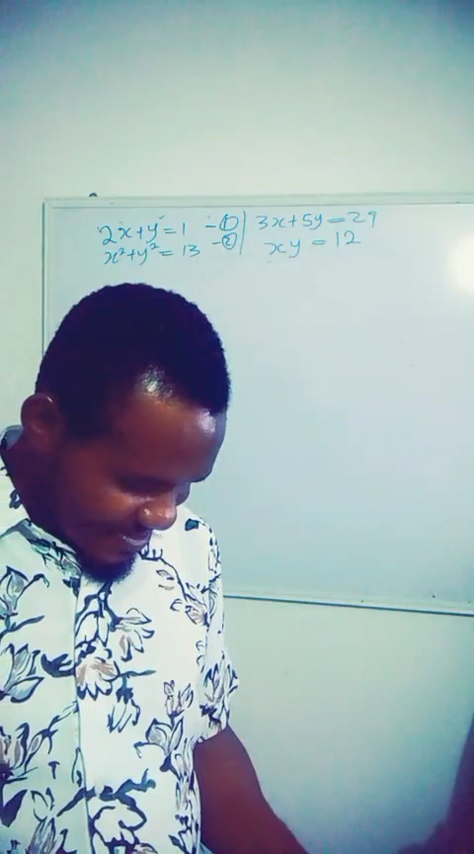 2x+y=1 -① | 3x+5y=29
x²+y²=13 -② | xy=12